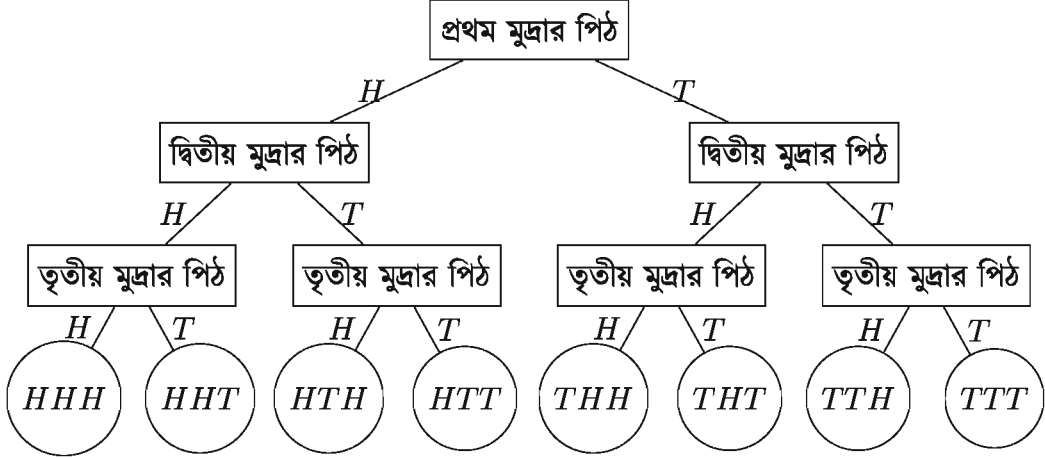 প্রথম মুদ্রার পিঠ
H T
দ্বিতীয় মুদ্রার পিঠ দ্বিতীয় মুদ্রার পিঠ
H T H T
তৃতীয় মুদ্রার পিঠ তৃতীয় মুদ্রার পিঠ তৃতীয় মুদ্রার পিঠ তৃতীয় মুদ্রার পিঠ
H T H T H T H T
HHH HHT HTH HTT THH THT TTH TTT